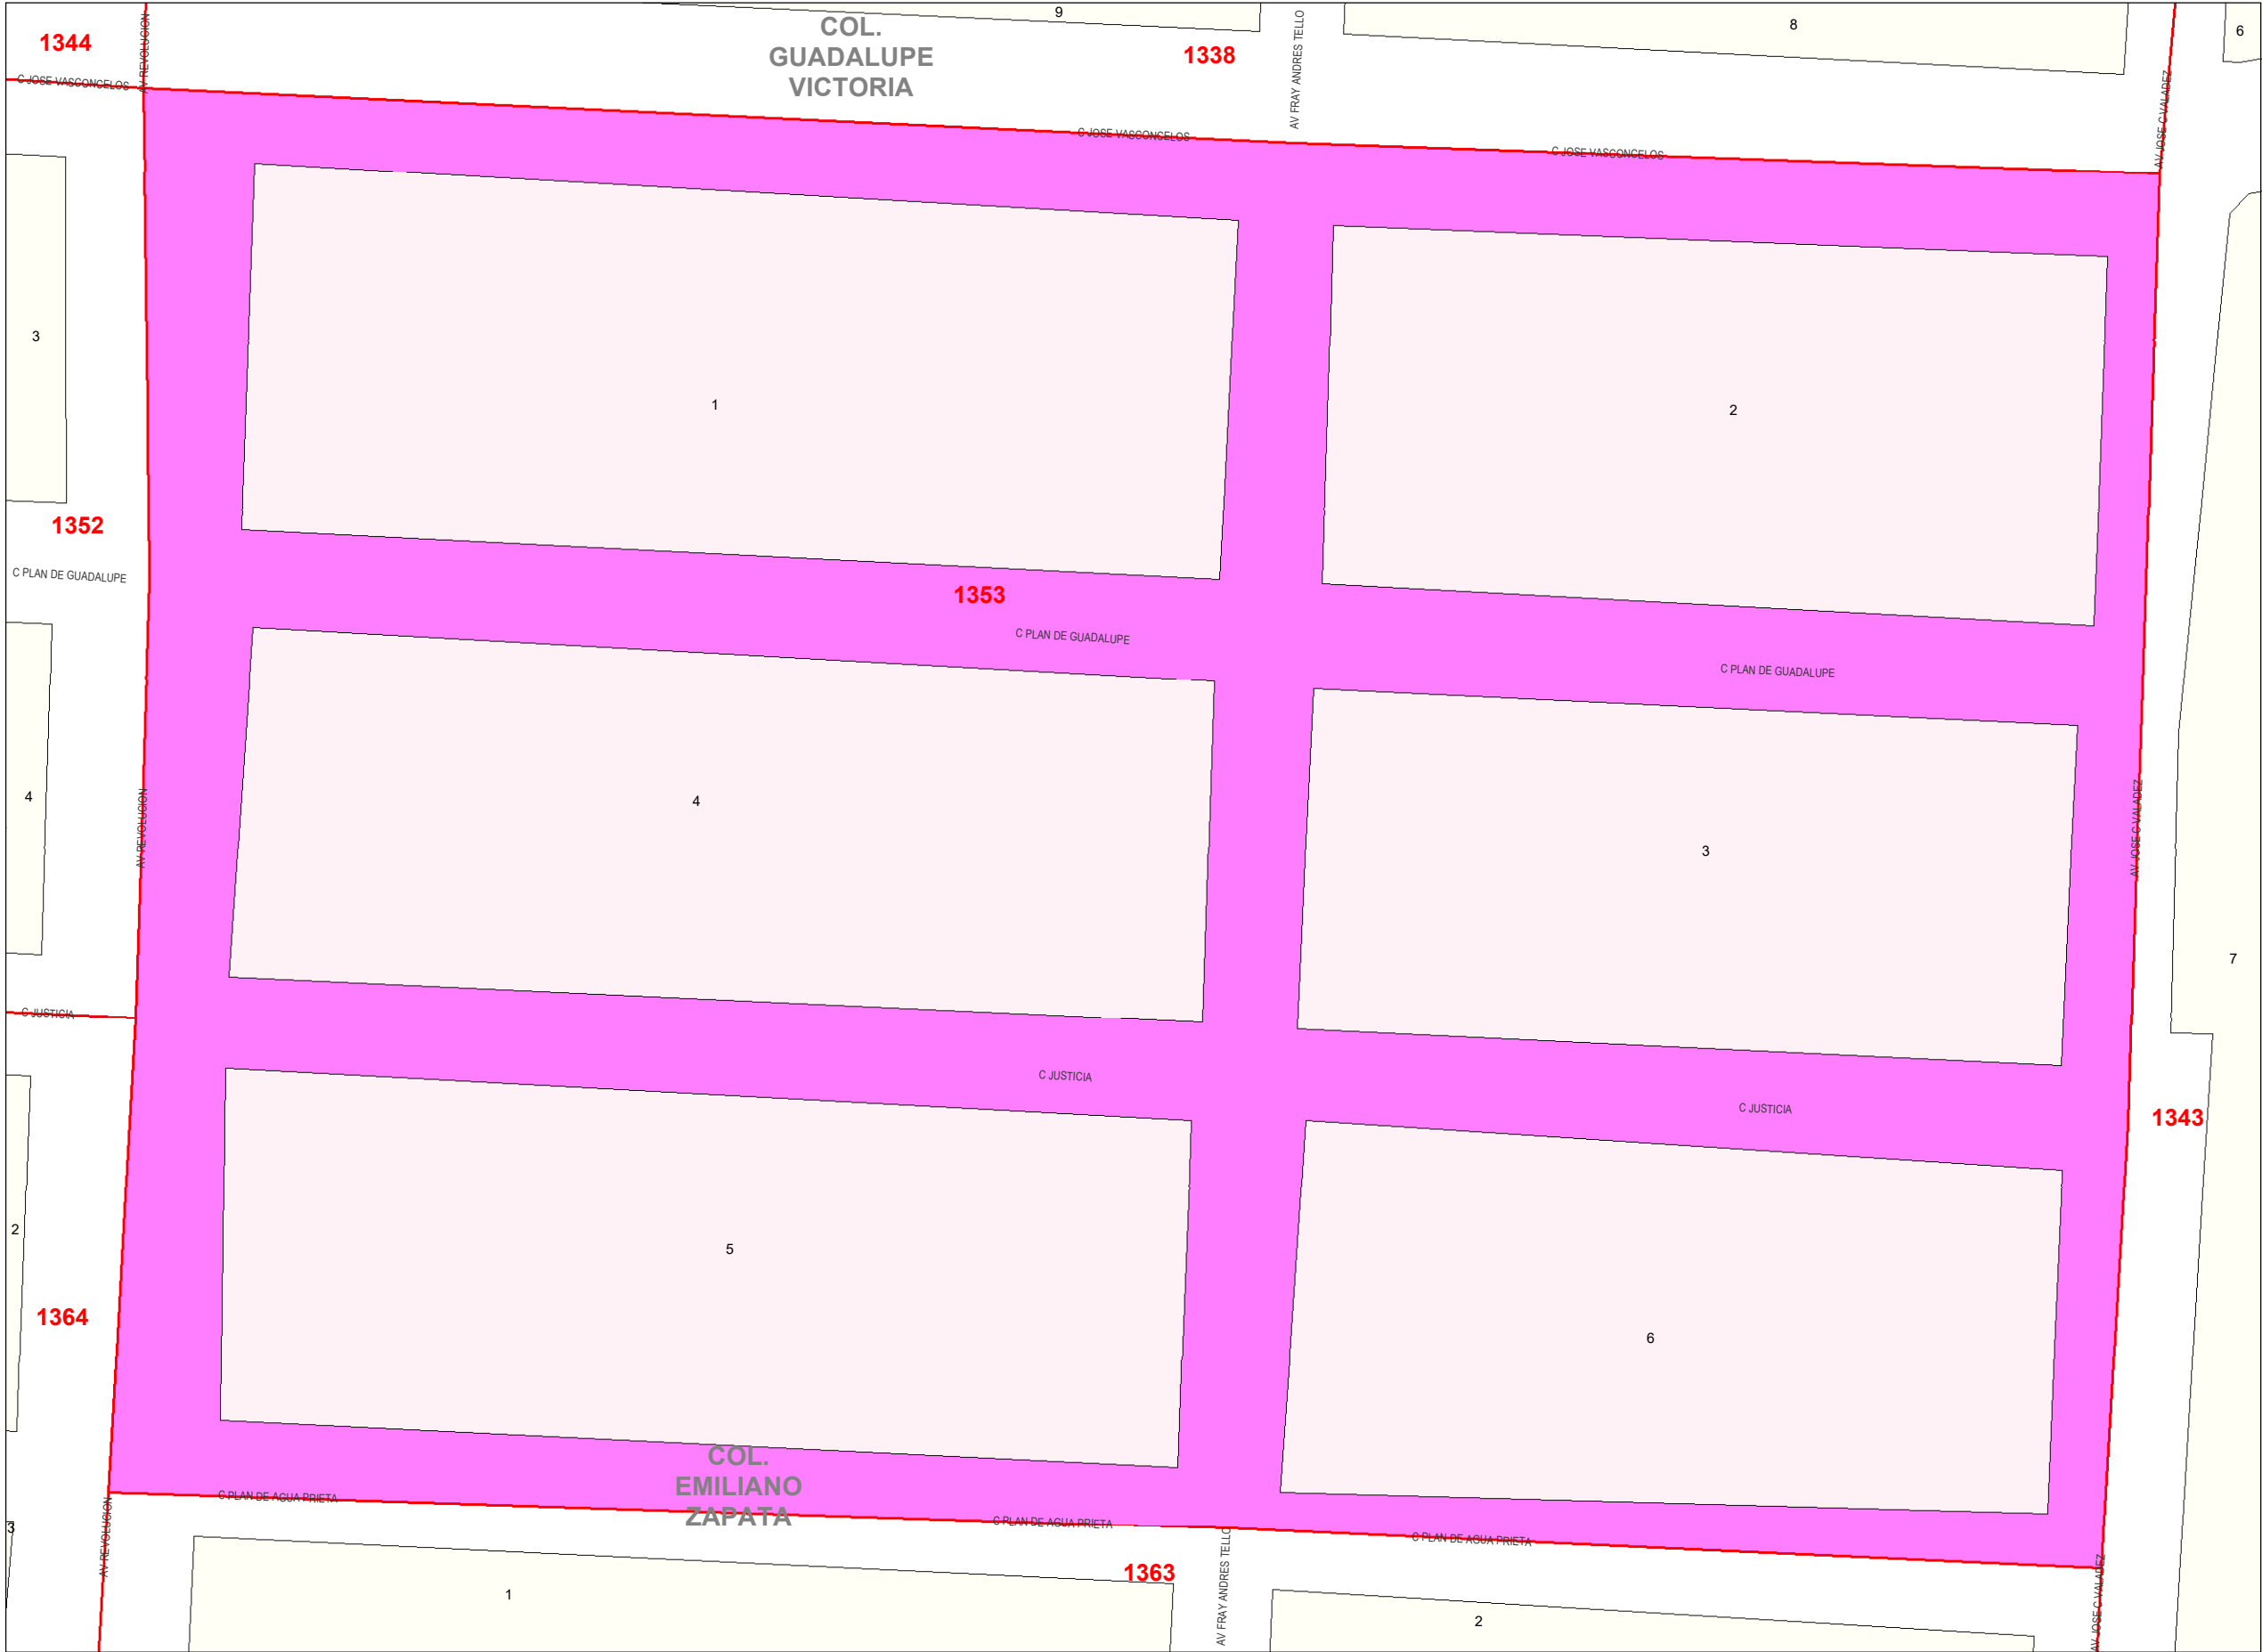 9
8
6
COL.
GUADALUPE
VICTORIA
1344
1338
AV REVOLUCION
AV FRAY ANDRES TELLO
AV JOSE C VALADEZ
C JOSE VASCONCELOS
C JOSE VASCONCELOS
C JOSE VASCONCELOS
3
1
2
1352
C PLAN DE GUADALUPE
1353
C PLAN DE GUADALUPE
C PLAN DE GUADALUPE
4
AV REVOLUCION
4
3
AV JOSE C VALADEZ
7
C JUSTICIA
C JUSTICIA
C JUSTICIA
1343
2
5
6
1364
COL.
EMILIANO
ZAPATA
C PLAN DE AGUA PRIETA
C PLAN DE AGUA PRIETA
C PLAN DE AGUA PRIETA
3
AV REVOLUCION
1363
AV FRAY ANDRES TELLO
AV JOSE C VALADEZ
1
2